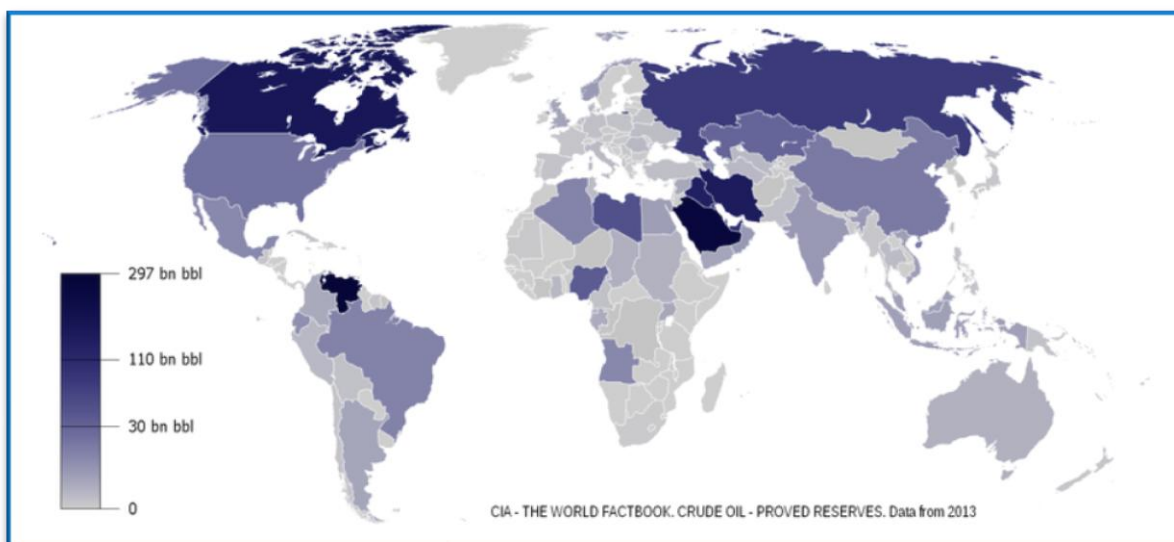 297 bn bbl
110 bn bbl
30 bn bbl
0
CIA - THE WORLD FACTBOOK. CRUDE OIL - PROVED RESERVES. Data from 2013